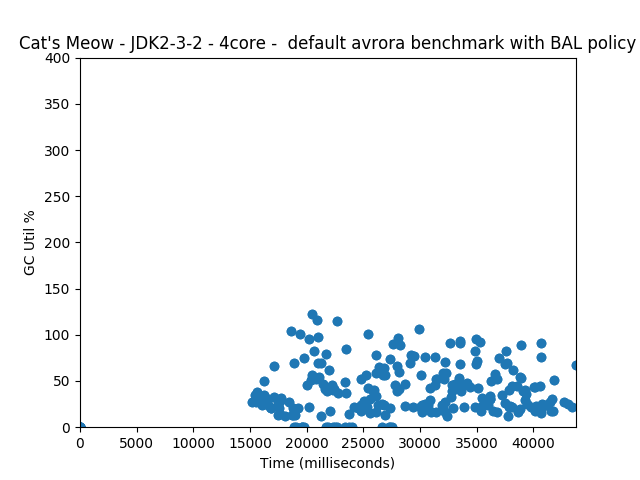 Cat's Meow - JDK2-3-2 - 4core -  default avrora benchmark with BAL policy
400
350
300
250
200
150
100
50
0
GC Util %
0 5000 10000 15000 20000 25000 30000 35000 40000
Time (milliseconds)